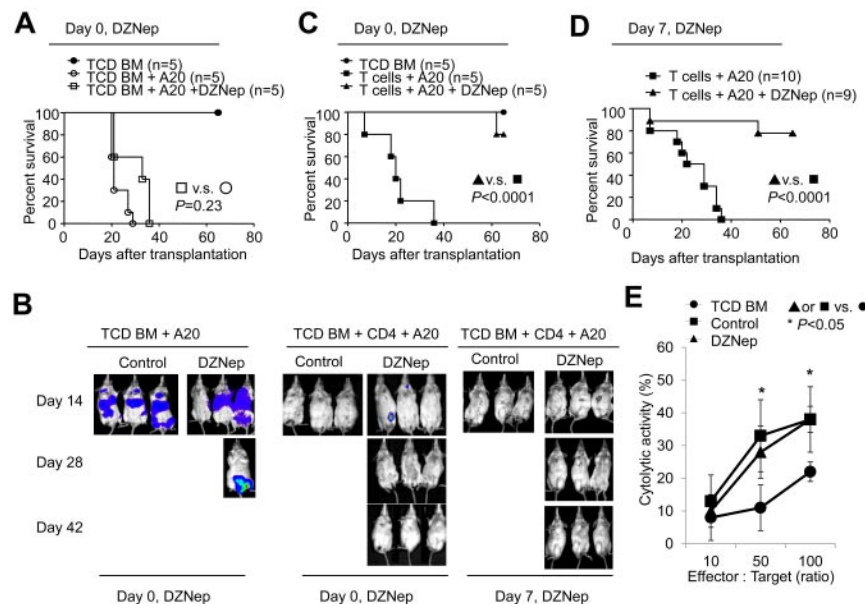 A
Day 0, DZNep
TCD BM (n=5)
TCD BM + A20 (n=5)
TCD BM + A20 +DZNep (n=5)
Percent survival
100
80
60
40
20
0
0 20 40 60 80
Days after transplantation
□ v.s. ○
P=0.23
C
Day 0, DZNep
TCD BM (n=5)
T cells + A20 (n=5)
T cells + A20 + DZNep (n=5)
Percent survival
100
80
60
40
20
0
0 20 40 60 80
Days after transplantation
▲ v.s. ■
P<0.0001
D
Day 7, DZNep
T cells + A20 (n=10)
T cells + A20 + DZNep (n=9)
Percent survival
100
80
60
40
20
0
0 20 40 60 80
Days after transplantation
▲ v.s. ■
P<0.0001
B
TCD BM + A20
TCD BM + CD4 + A20
TCD BM + CD4 + A20
Control DZNep
Control DZNep
Control DZNep
Day 14
Day 28
Day 42
Day 0, DZNep
Day 0, DZNep
Day 7, DZNep
E
TCD BM
Control
DZNep
▲ or ■ vs. ●
* P<0.05
Cytolytic activity (%)
60
50
40
30
20
10
0
* *
10 50 100
Effector : Target (ratio)